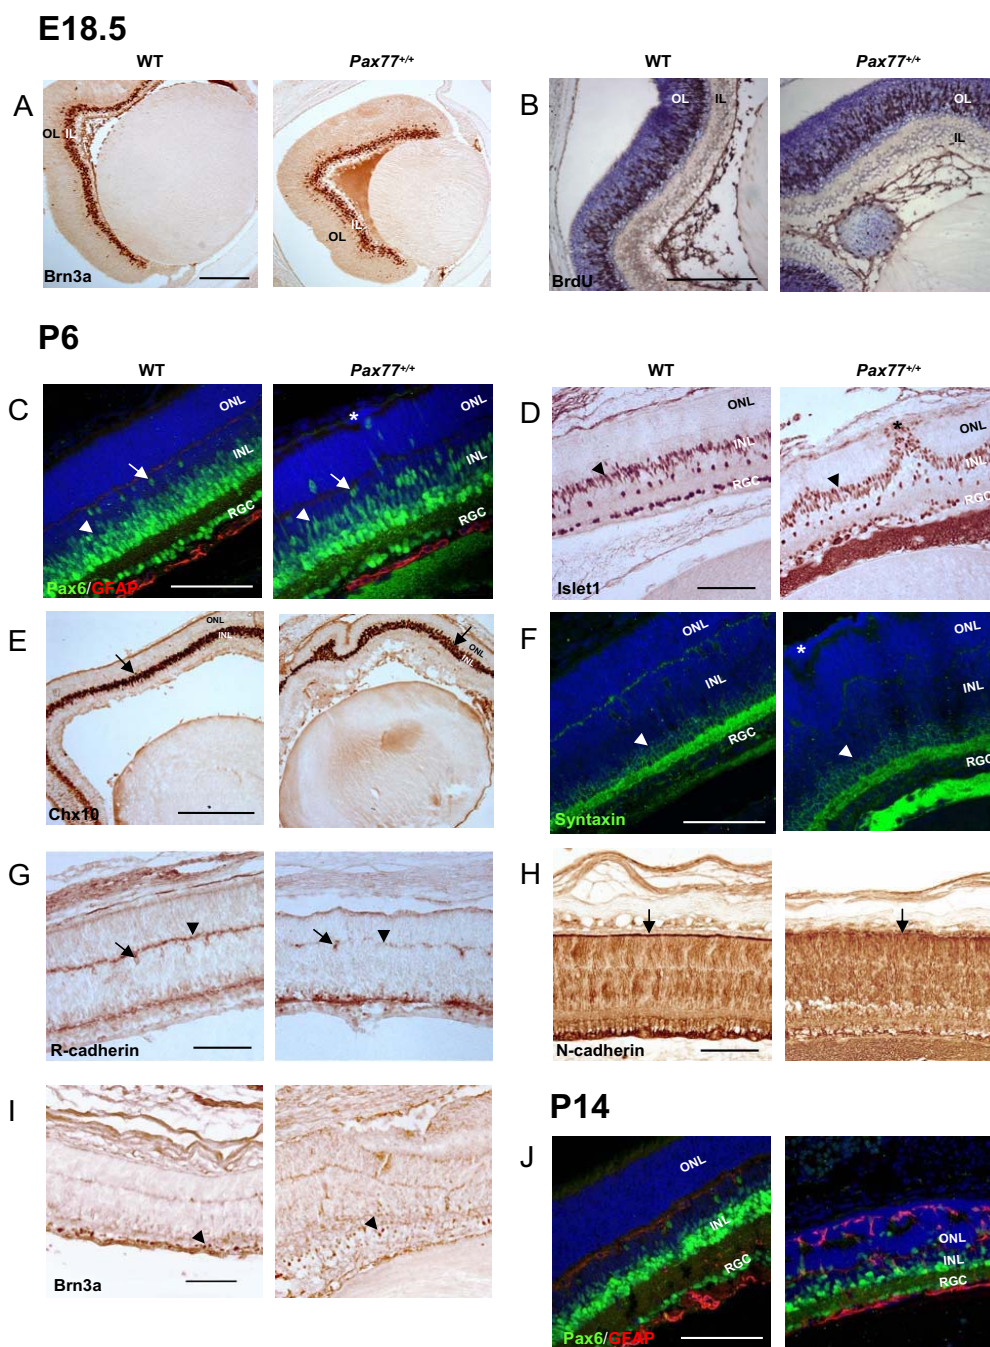 E18.5
WT
Pax77+/+
WT
Pax77+/+
A
OL IL
IL
OL
Brn3a
B
OL IL
OL
IL
BrdU
P6
WT
Pax77+/+
WT
Pax77+/+
C
ONL
INL
RGC
Pax6/GFAP
*
ONL
INL
RGC
D
ONL
INL
RGC
Islet1
*
ONL
INL
RGC
E
ONL
INL
Chx10
ONL
INL
F
ONL
INL
RGC
Syntaxin
*
ONL
INL
RGC
G
R-cadherin
H
N-cadherin
I
Brn3a
P14
J
ONL
INL
RGC
Pax6/GFAP
ONL
INL
RGC